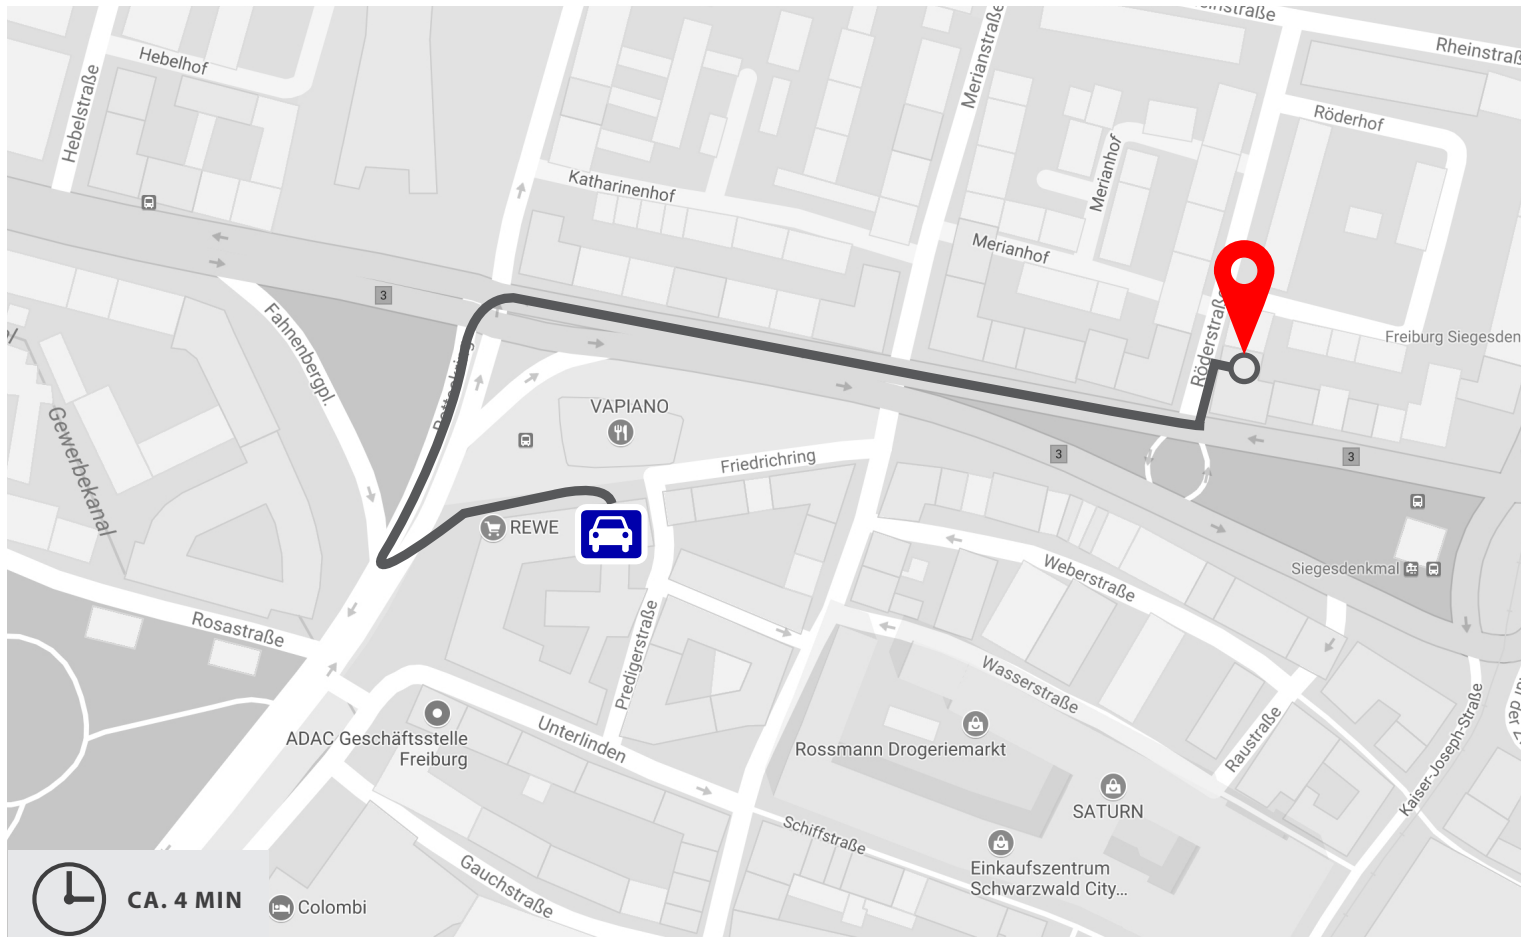 Rheinstraße
Hebelhof
Hebelstraße
Merianstraße
Röderhof
Katharinenhof
Merianhof
Merianhof
3
Röderstraße
Freiburg Siegesden
Fahnenbergpl.
VAPIANO
Gewerbekanal
Friedrichring
3
3
REWE
Siegesdenkmal
Weberstraße
Rosastraße
Predigerstraße
Wasserstraße
ADAC Geschäftsstelle
Freiburg
Unterlinden
Rossmann Drogeriemarkt
Raustraße
Kaiser-Joseph-Straße
SATURN
Schiffstraße
Einkaufszentrum
Schwarzwald City...
Gauchstraße
CA. 4 MIN
Colombi